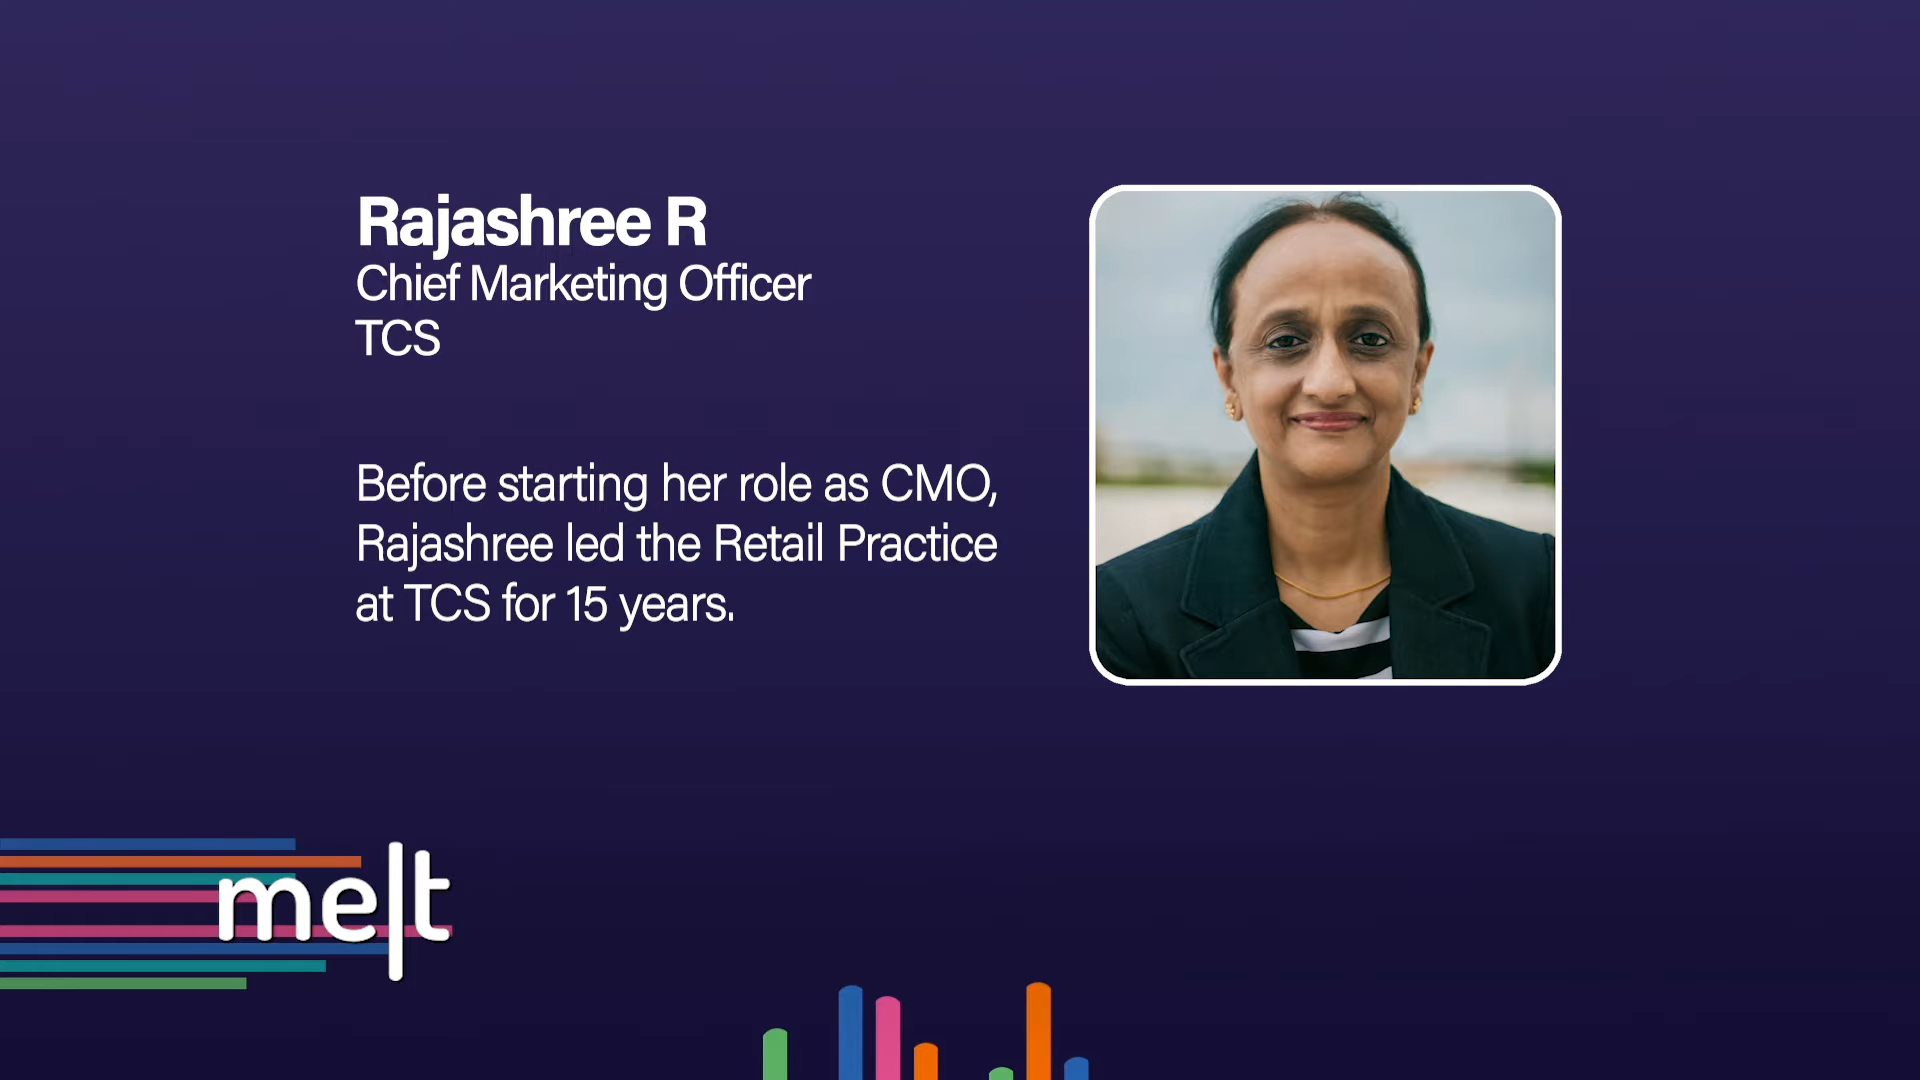 Rajashree R
Chief Marketing Officer
TCS
Before starting her role as CMO,
Rajashree led the Retail Practice
at TCS for 15 years.
melt